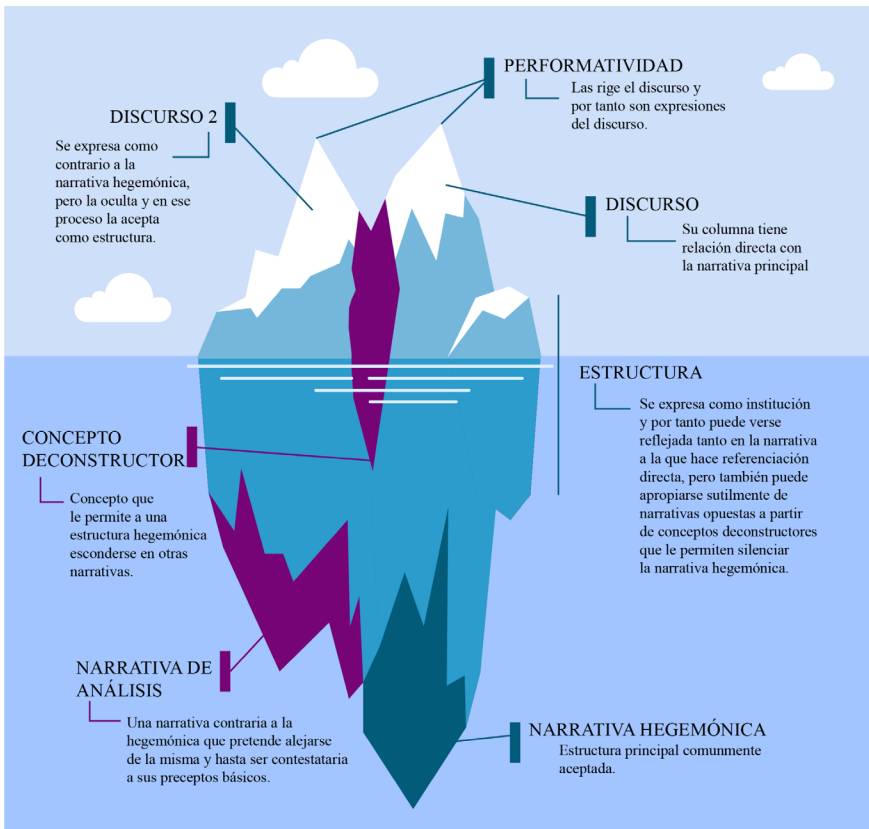 PERFORMATIVIDAD
Las rige el discurso y
por tanto son expresiones
del discurso.
DISCURSO 2
Se expresa como
contrario a la
narrativa hegemónica,
pero la oculta y en ese
proceso la acepta
como estructura.
DISCURSO
Su columna tiene
relación directa con
la narrativa principal
ESTRUCTURA
Se expresa como institución
y por tanto puede verse
reflejada tanto en la narrativa
a la que hace referenciación
directa, pero también puede
apropiarse sutilmente de
narrativas opuestas a partir
de conceptos deconstructores
que le permiten silenciar
la narrativa hegemónica.
CONCEPTO
DECONSTRUCTOR
Concepto que
le permite a una
estructura hegemónica
esconderse en otras
narrativas.
NARRATIVA DE
ANÁLISIS
Una narrativa contraria a la
hegemónica que pretende alejarse
de la misma y hasta ser contestataria
a sus preceptos básicos.
NARRATIVA HEGEMÓNICA
Estructura principal comunmente
aceptada.